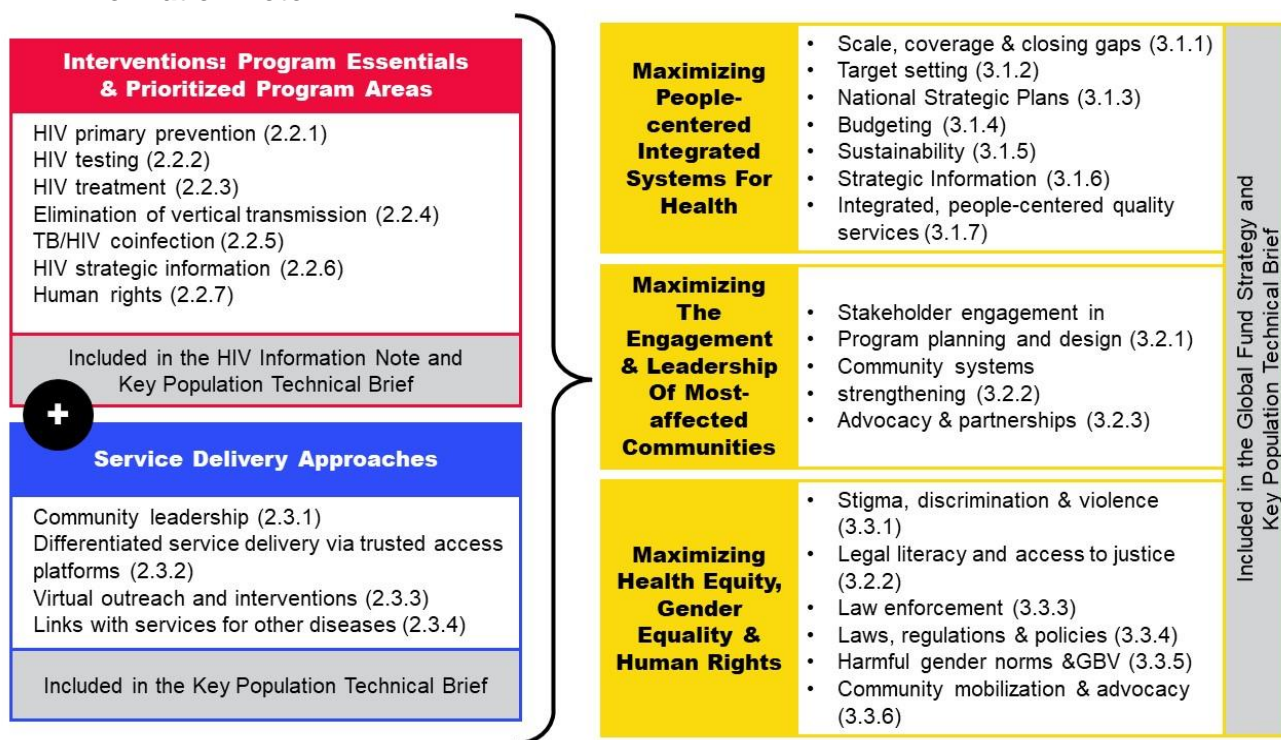 Interventions: Program Essentials
& Prioritized Program Areas
HIV primary prevention (2.2.1)
HIV testing (2.2.2)
HIV treatment (2.2.3)
Elimination of vertical transmission (2.2.4)
TB/HIV coinfection (2.2.5)
HIV strategic information (2.2.6)
Human rights (2.2.7)
Included in the HIV Information Note and
Key Population Technical Brief
+
Service Delivery Approaches
Community leadership (2.3.1)
Differentiated service delivery via trusted access
platforms (2.3.2)
Virtual outreach and interventions (2.3.3)
Links with services for other diseases (2.3.4)
Included in the Key Population Technical Brief
Maximizing
People-
centered
Integrated
Systems For
Health
• Scale, coverage & closing gaps (3.1.1)
• Target setting (3.1.2)
• National Strategic Plans (3.1.3)
• Budgeting (3.1.4)
• Sustainability (3.1.5)
• Strategic Information (3.1.6)
• Integrated, people-centered quality
services (3.1.7)
Maximizing
The
Engagement
& Leadership
Of Most-
affected
Communities
• Stakeholder engagement in
• Program planning and design (3.2.1)
• Community systems
• strengthening (3.2.2)
• Advocacy & partnerships (3.2.3)
Maximizing
Health Equity,
Gender
Equality &
Human Rights
• Stigma, discrimination & violence
(3.3.1)
• Legal literacy and access to justice
(3.2.2)
• Law enforcement (3.3.3)
• Laws, regulations & policies (3.3.4)
• Harmful gender norms &GBV (3.3.5)
• Community mobilization & advocacy
(3.3.6)
Included in the Global Fund Strategy and
Key Population Technical Brief